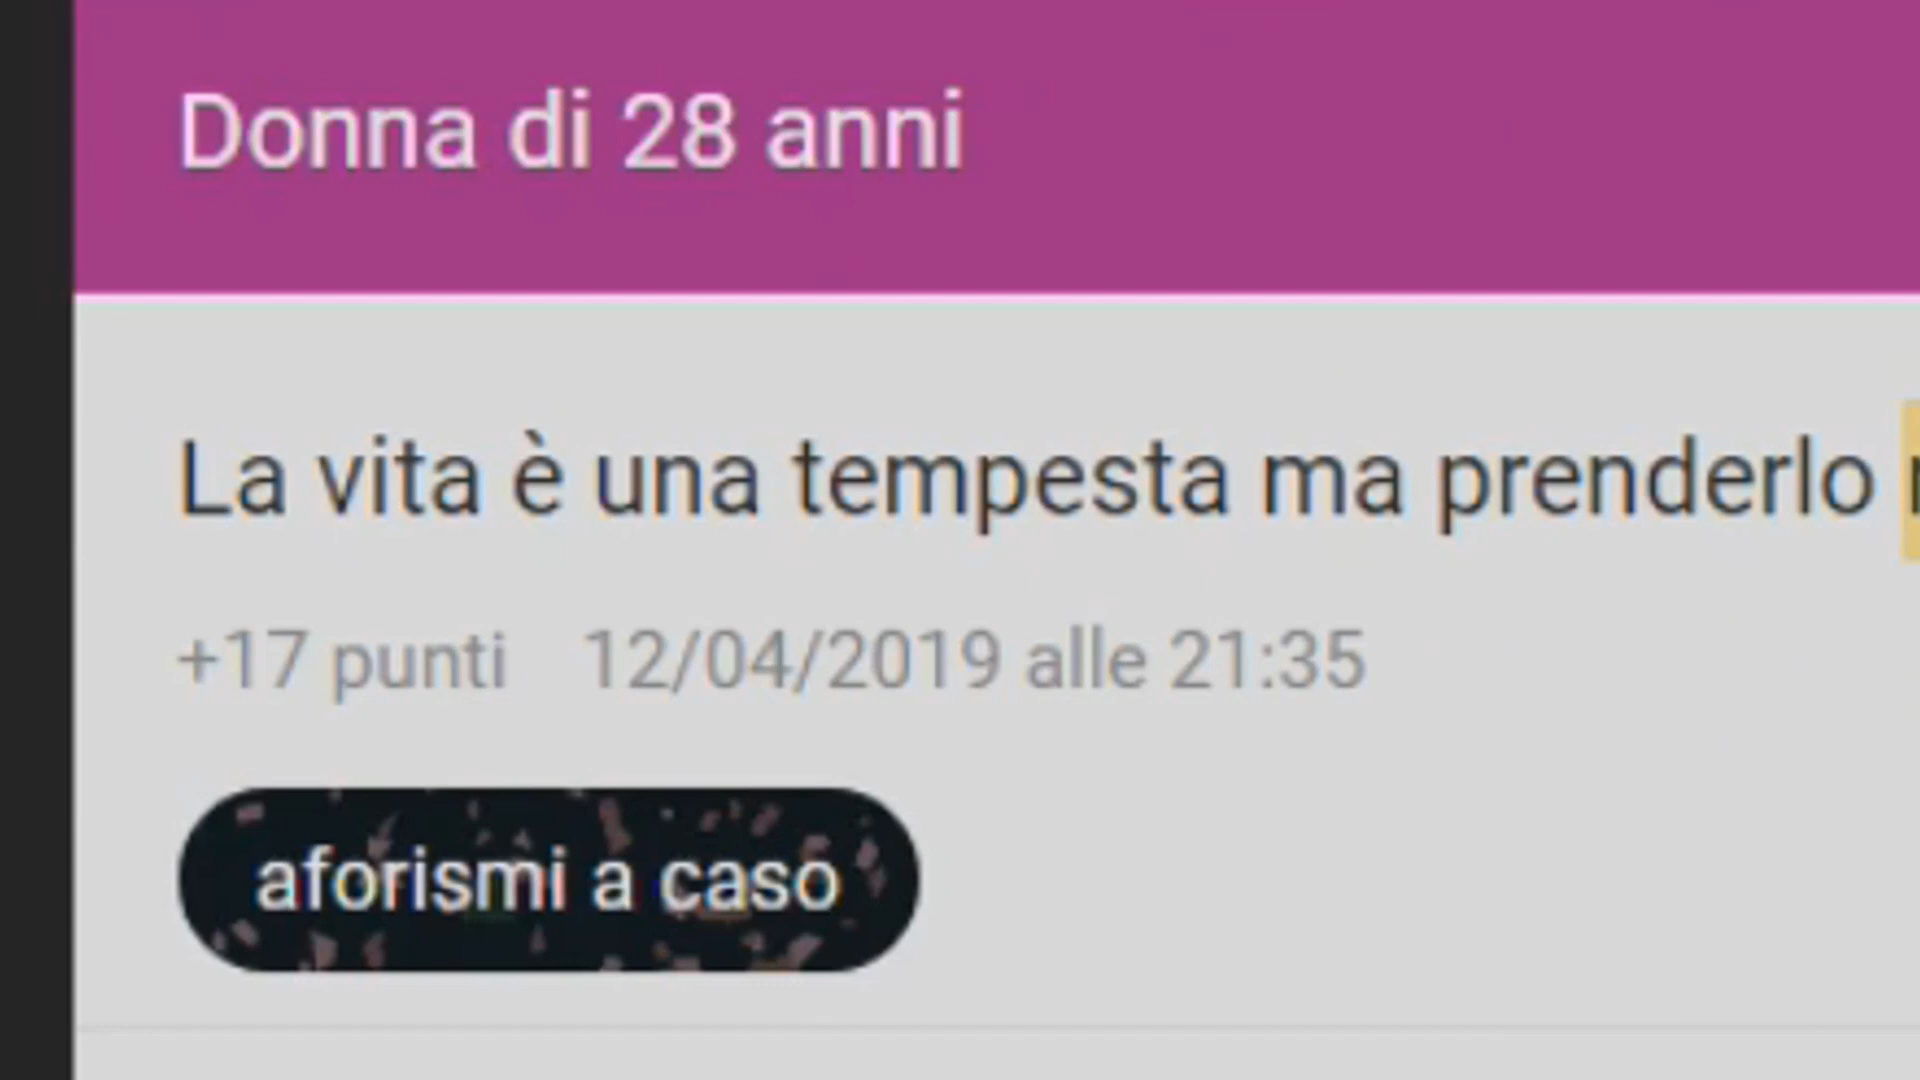 Donna di 28 anni
La vita è una tempesta ma prenderlo
+17 punti 12/04/2019 alle 21:35
aforismi a caso